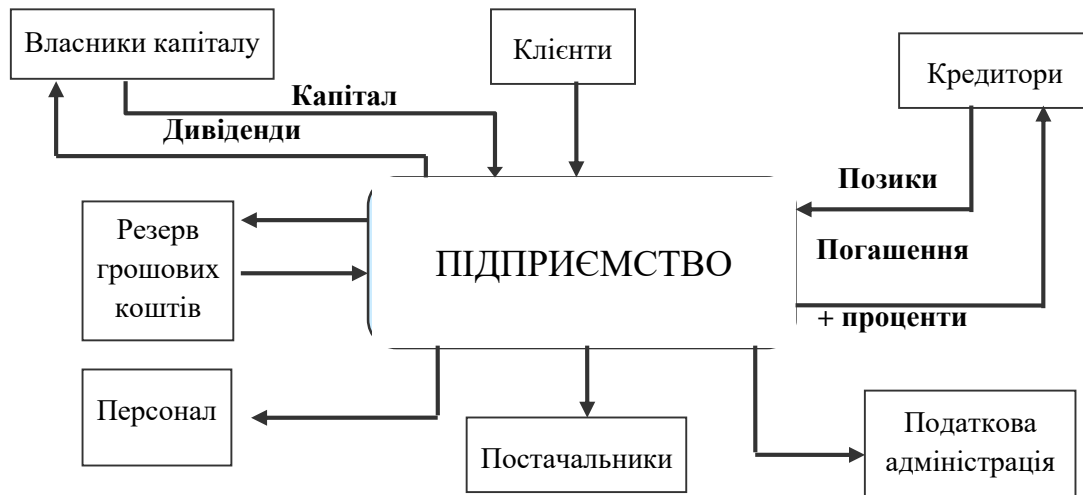 Власники капіталу
Клієнти
Кредитори
Капітал
Дивіденди
Позики
Резерв
грошових
коштів
ПІДПРИЄМСТВО
Погашення
+ проценти
Персонал
Постачальники
Податкова
адміністрація